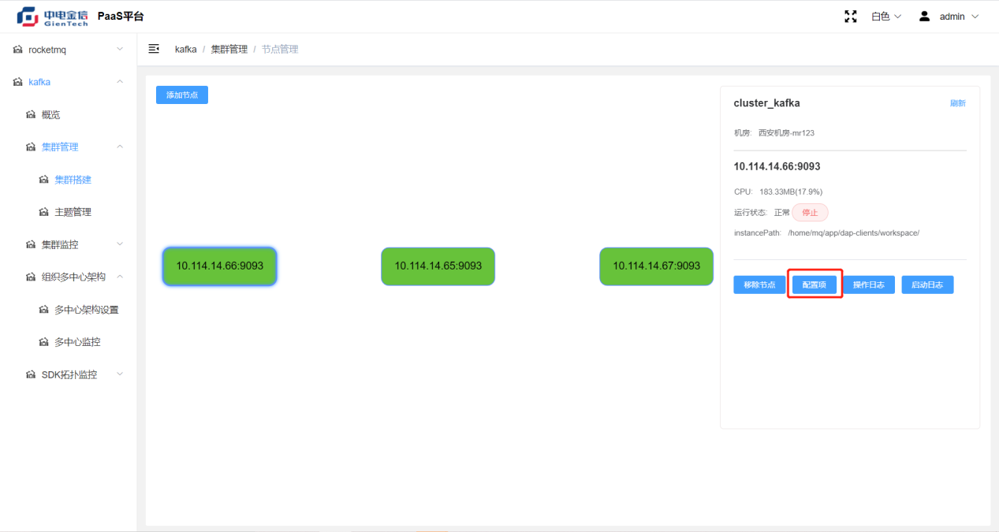 中电金信
GienTech
PaaS平台
白色
admin
rocketmq
kafka
概览
集群管理
集群搭建
主题管理
集群监控
组织多中心架构
多中心架构设置
多中心监控
SDK拓扑监控
kafka / 集群管理 / 节点管理
添加节点
10.114.14.66:9093
10.114.14.65:9093
10.114.14.67:9093
cluster_kafka
刷新
机房: 西安机房-mr123
10.114.14.66:9093
CPU: 183.33MB(17.9%)
运行状态: 正常 停止
instancePath: /home/mq/app/dap-clients/workspace/
移除节点 配置项 操作日志 启动日志